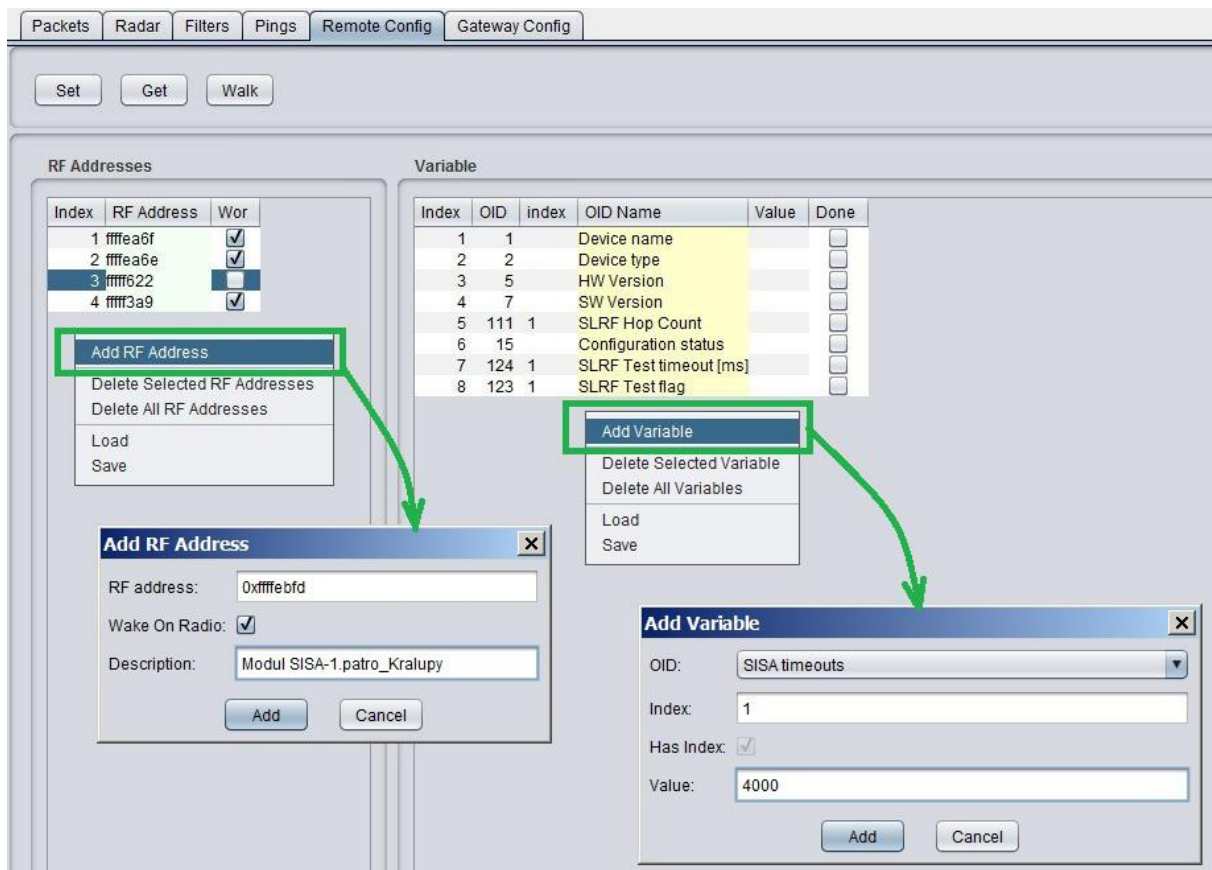 Packets Radar Filters Pings Remote Config Gateway Config
Set Get Walk
RF Addresses
Index RF Address Wor
1 ffffea6f
2 ffffea6e
3 fffff622
4 fffff3a9
Add RF Address
Delete Selected RF Addresses
Delete All RF Addresses
Load
Save
Variable
Index OID index OID Name Value Done
1 1 Device name
2 2 Device type
3 5 HW Version
4 7 SW Version
5 111 1 SLRF Hop Count
6 15 Configuration status
7 124 1 SLRF Test timeout [ms]
8 123 1 SLRF Test flag
Add Variable
Delete Selected Variable
Delete All Variables
Load
Save
Add RF Address
RF address: 0xffffebfd
Wake On Radio:
Description: Modul SISA-1.patro_Kralupy
Add Cancel
Add Variable
OID: SISA timeouts
Index: 1
Has Index:
Value: 4000
Add Cancel